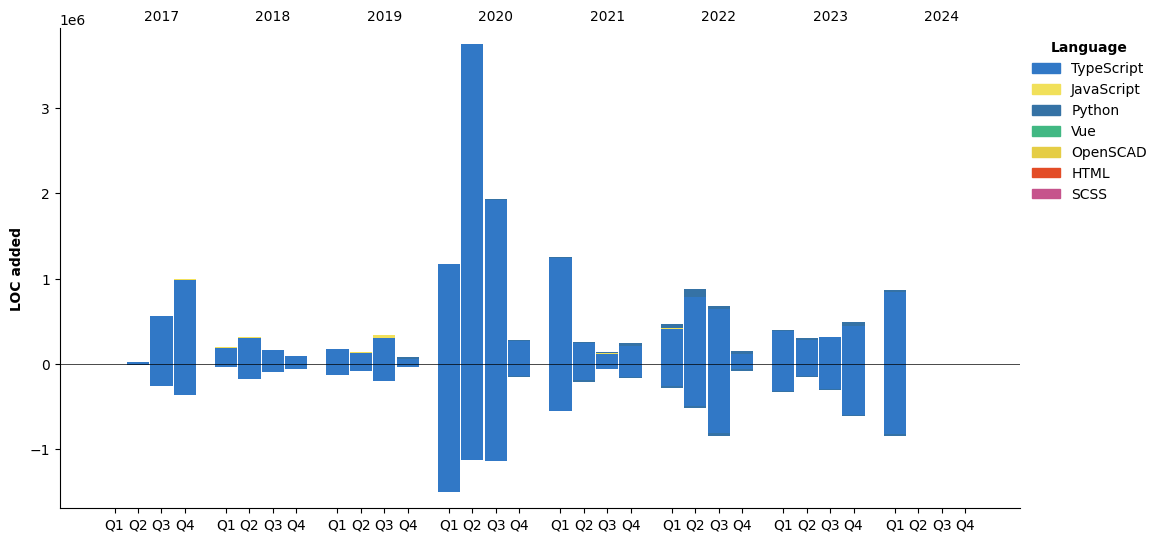 2017 2018 2019 2020 2021 2022 2023 2024
1e6
Language
TypeScript
JavaScript
Python
Vue
OpenSCAD
HTML
SCSS
LOC added
3
2
1
0
−1
Q1 Q2 Q3 Q4 Q1 Q2 Q3 Q4 Q1 Q2 Q3 Q4 Q1 Q2 Q3 Q4 Q1 Q2 Q3 Q4 Q1 Q2 Q3 Q4 Q1 Q2 Q3 Q4 Q1 Q2 Q3 Q4